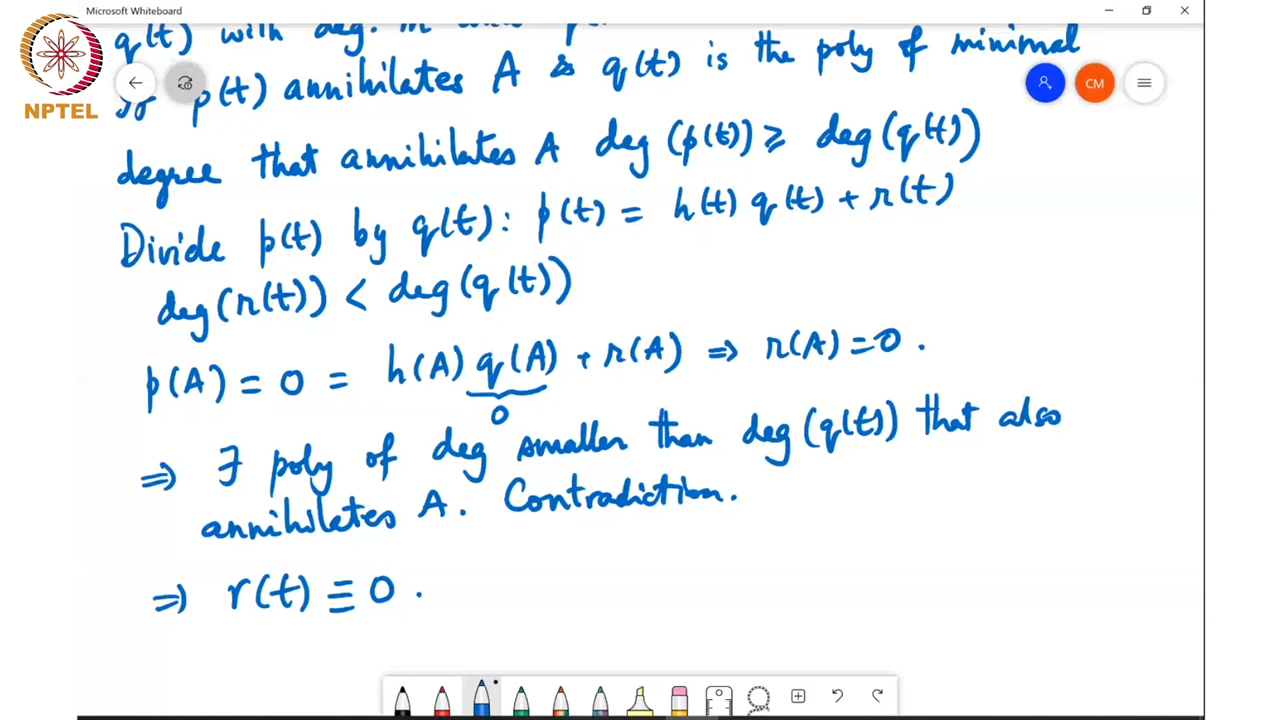 Microsoft Whiteboard
q(t) with deg. m
If p(t) annihilates A & q(t) is the poly of minimal
NPTEL
CM
degree that annihilates A deg (p(t)) ≥ deg (q(t))
Divide p(t) by q(t): p(t) = h(t) q(t) + r(t)
deg (r(t)) < deg (q(t))
p(A) = 0 = h(A) q(A) + r(A) ⇒ r(A) = 0.
0
⇒ ∃ poly of deg smaller than deg (q(t)) that also
annihilates A. Contradiction.
⇒ r(t) ≡ 0.